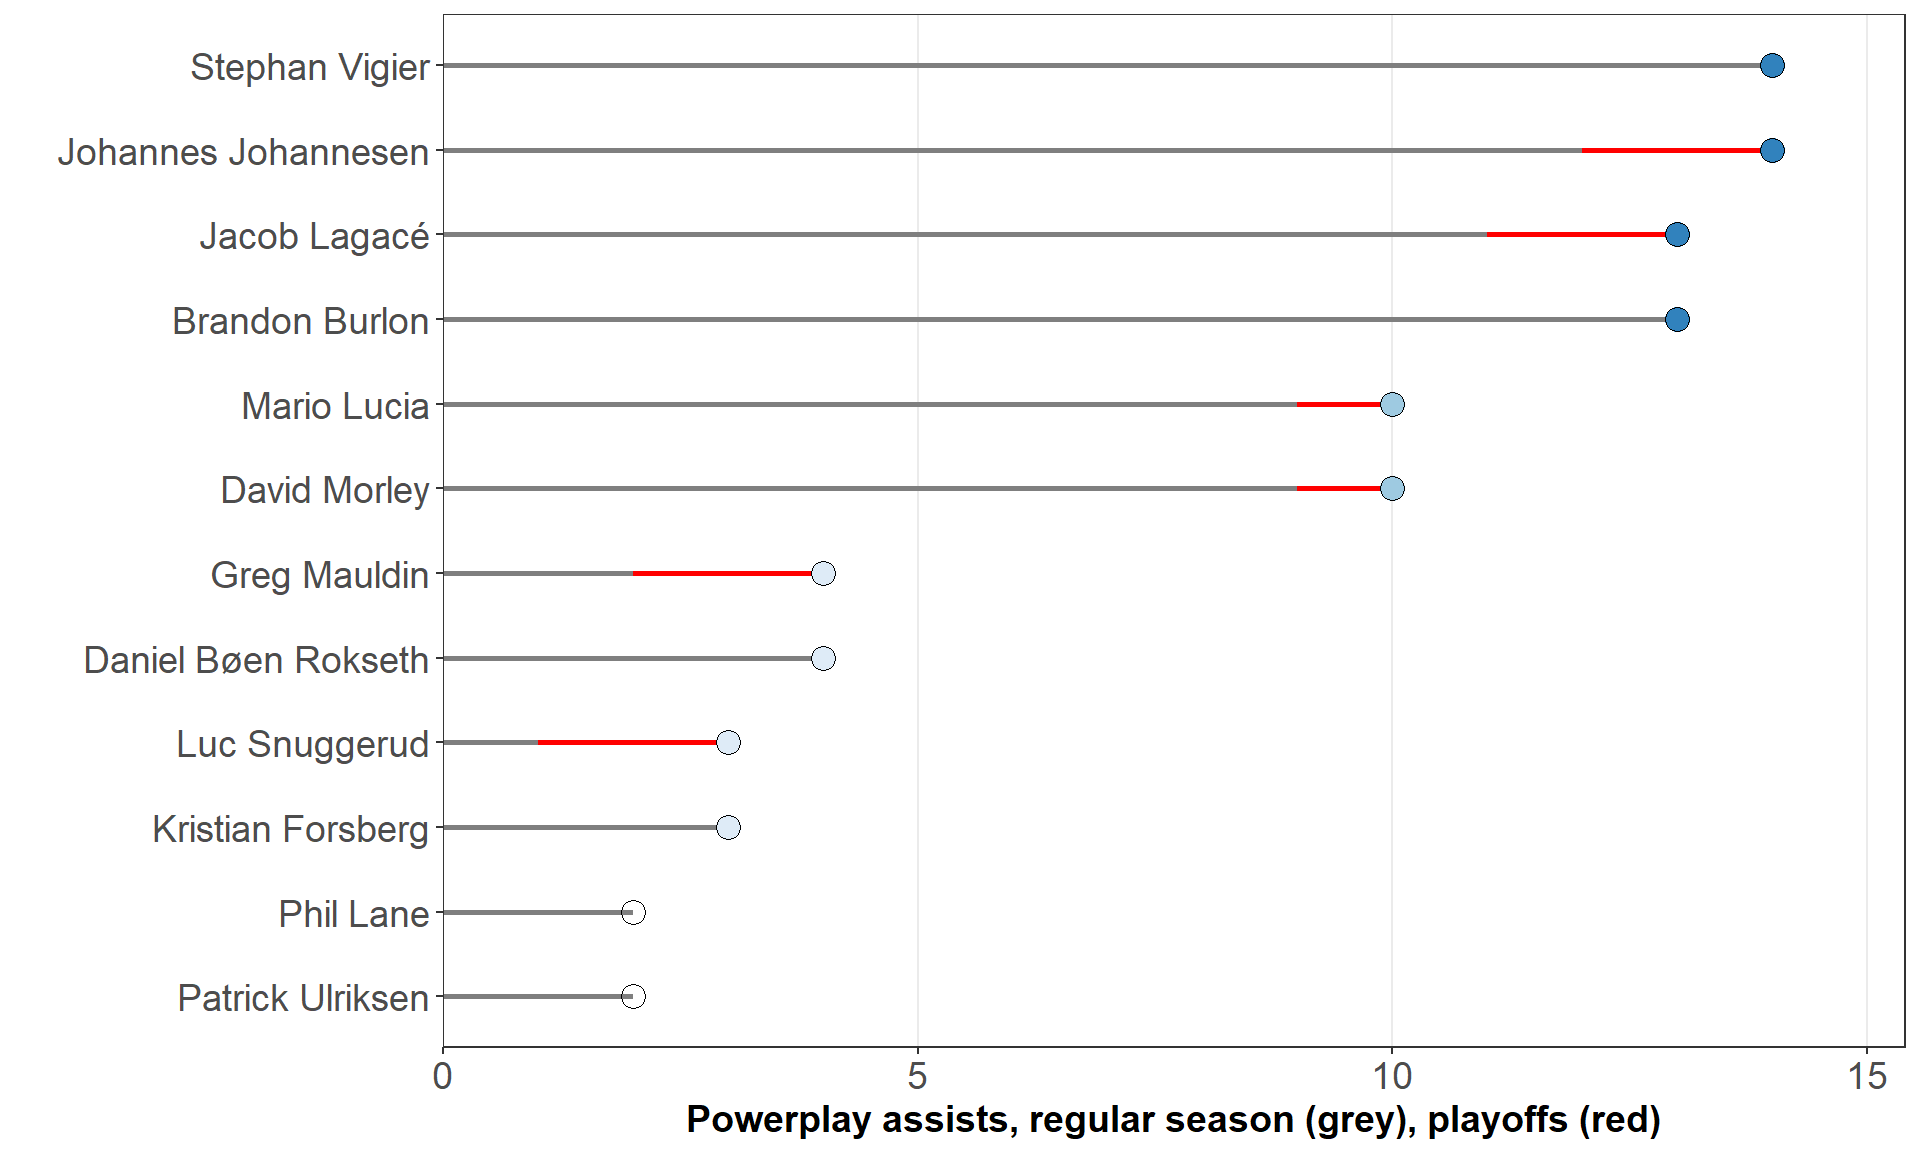 Stephan Vigier
Johannes Johannesen
Jacob Lagacé
Brandon Burlon
Mario Lucia
David Morley
Greg Mauldin
Daniel Bøen Rokseth
Luc Snuggerud
Kristian Forsberg
Phil Lane
Patrick Ulriksen
0 5 10 15
Powerplay assists, regular season (grey), playoffs (red)